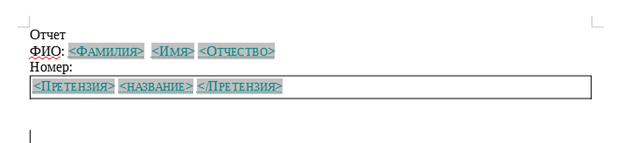 Отчет
ФИО: <Фамилия> <Имя> <Отчество>
Номер:
<Претензия> <название> </Претензия>